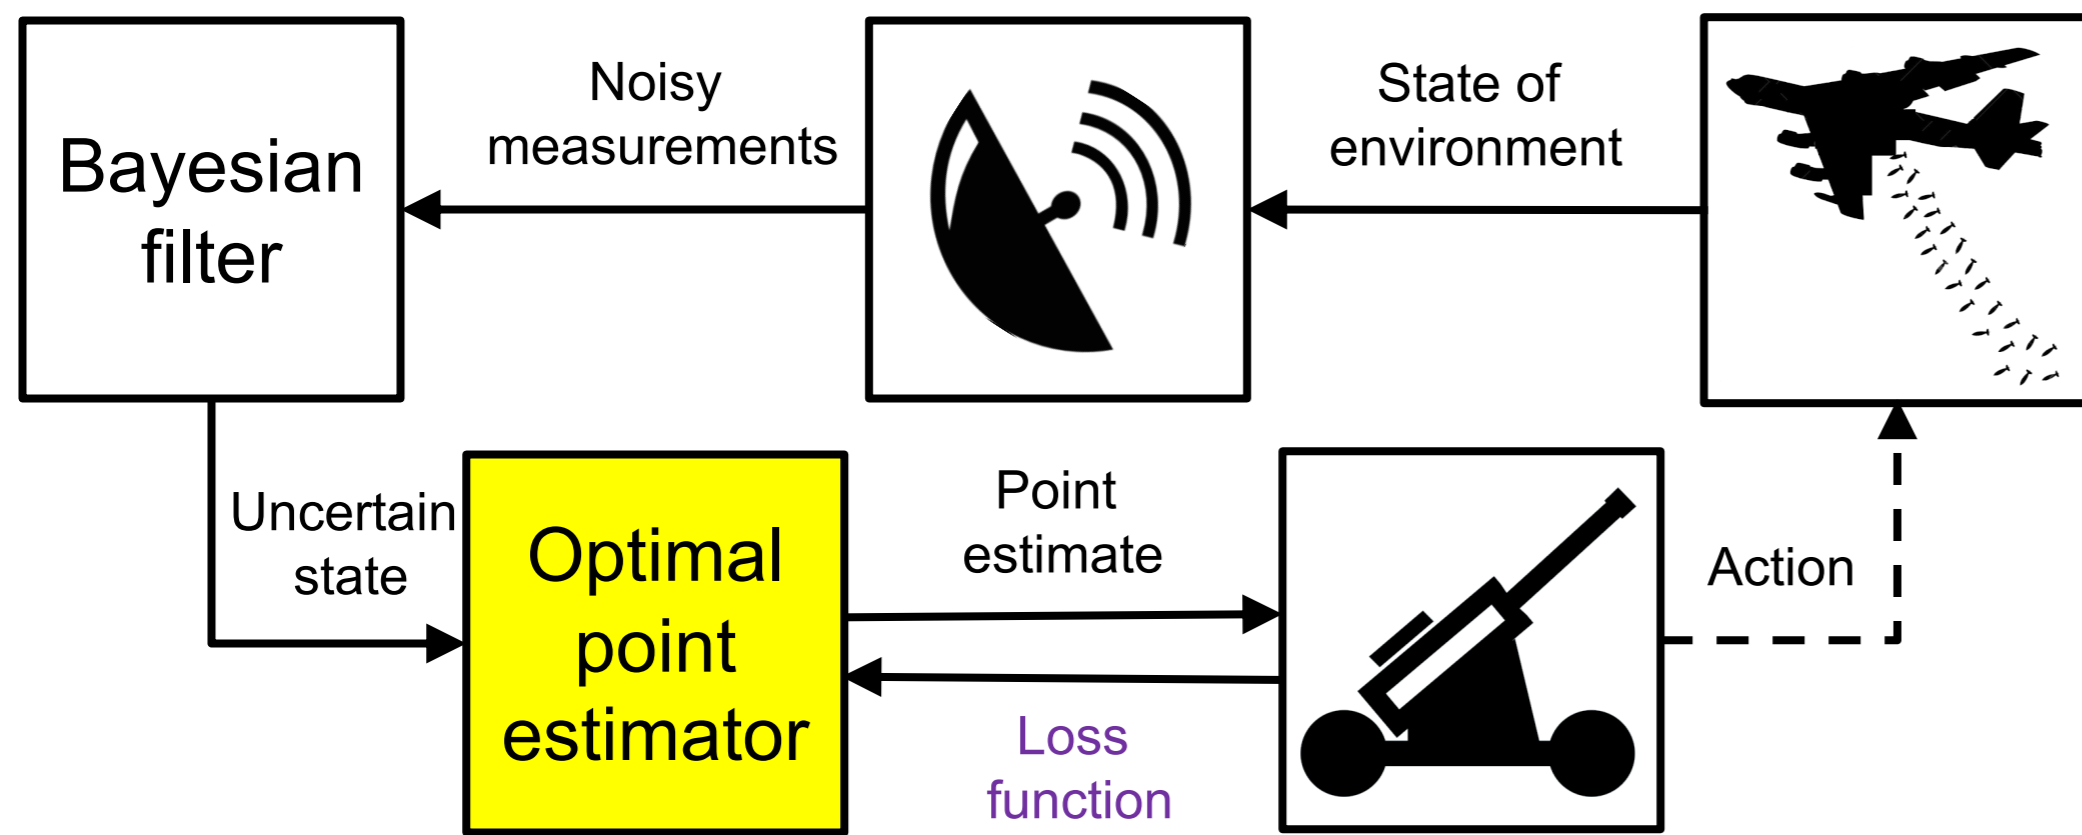 Bayesian
filter
Noisy
measurements
State of
environment
Uncertain
state
Optimal
point
estimator
Point
estimate
Loss
function
Action